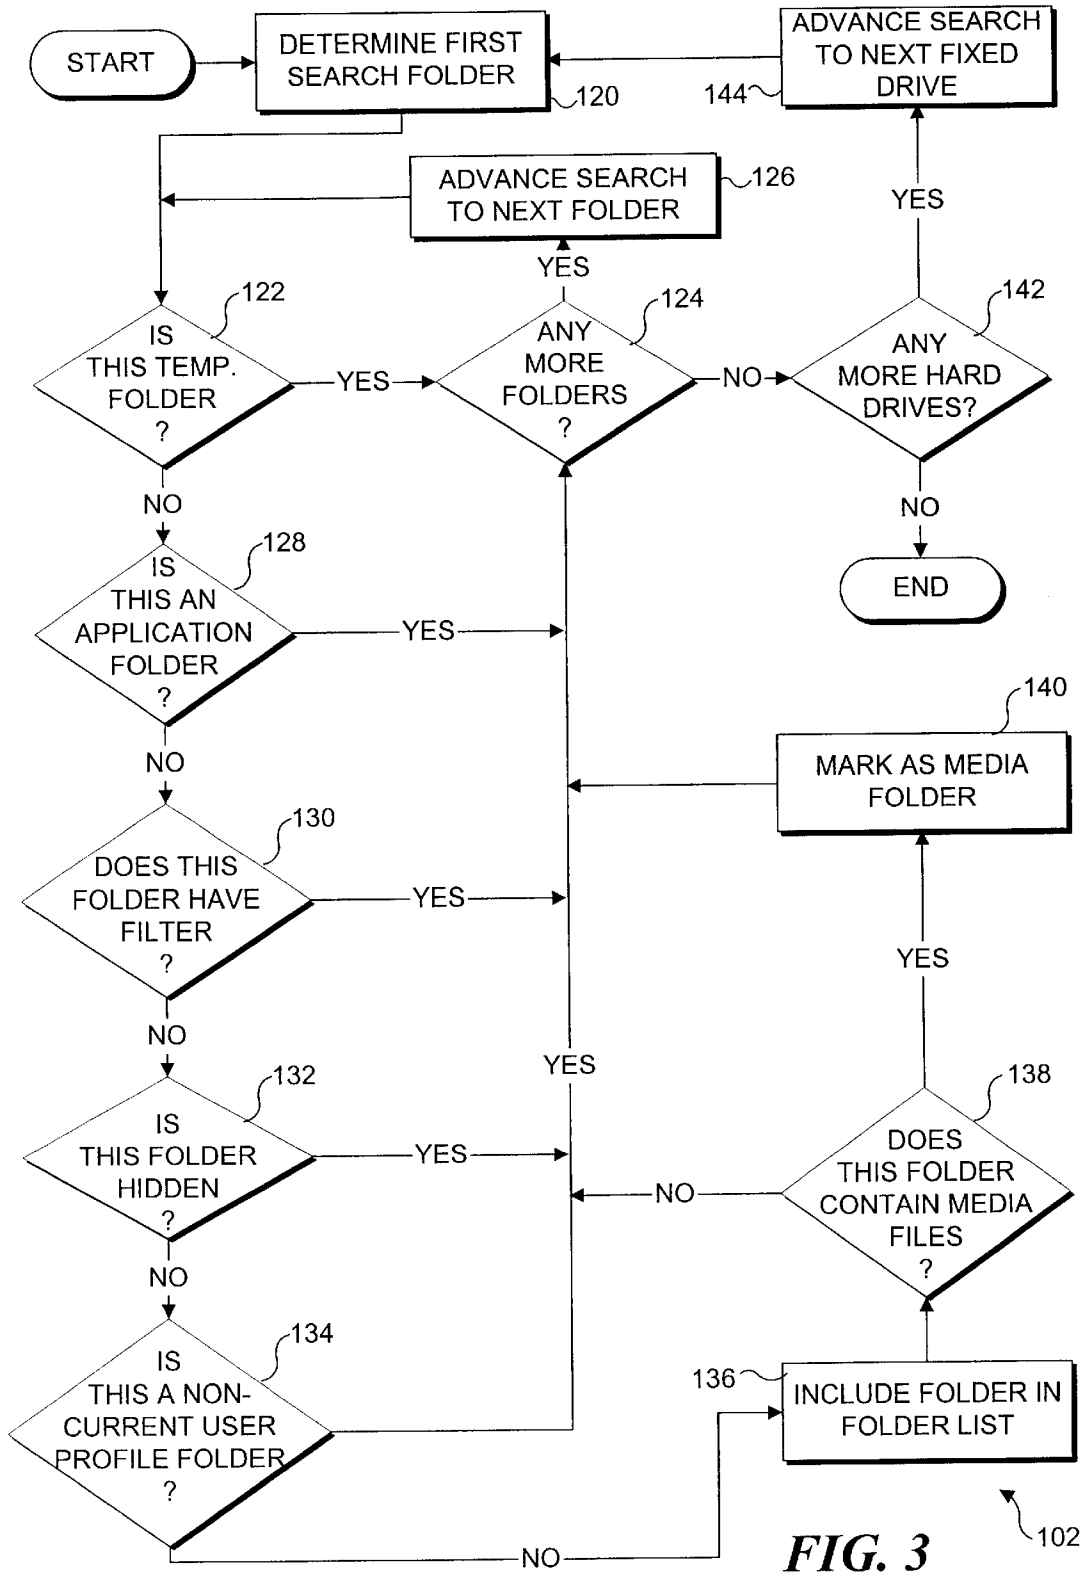 START
DETERMINE FIRST
SEARCH FOLDER
120
ADVANCE SEARCH
TO NEXT FIXED
DRIVE
144
ADVANCE SEARCH
TO NEXT FOLDER
126
YES
YES
122
IS
THIS TEMP.
FOLDER
?
YES
124
ANY
MORE
FOLDERS
?
NO
142
ANY
MORE HARD
DRIVES?
NO
NO
END
128
IS
THIS AN
APPLICATION
FOLDER
?
YES
NO
140
MARK AS MEDIA
FOLDER
130
DOES THIS
FOLDER HAVE
FILTER
?
YES
YES
NO
YES
132
IS
THIS FOLDER
HIDDEN
?
YES
138
DOES
THIS FOLDER
CONTAIN MEDIA
FILES
?
NO
NO
134
IS
THIS A NON-
CURRENT USER
PROFILE FOLDER
?
136
INCLUDE FOLDER IN
FOLDER LIST
NO
102
FIG. 3